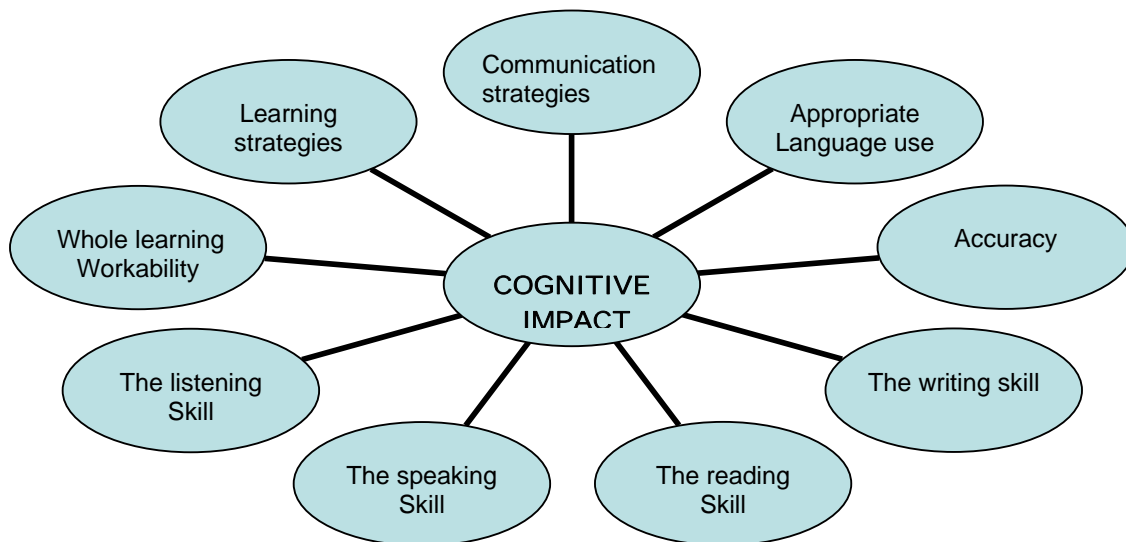 Communication
strategies
Learning
strategies
Appropriate
Language use
Whole learning
Workability
Accuracy
COGNITIVE
IMPACT
The listening
Skill
The writing skill
The speaking
Skill
The reading
Skill